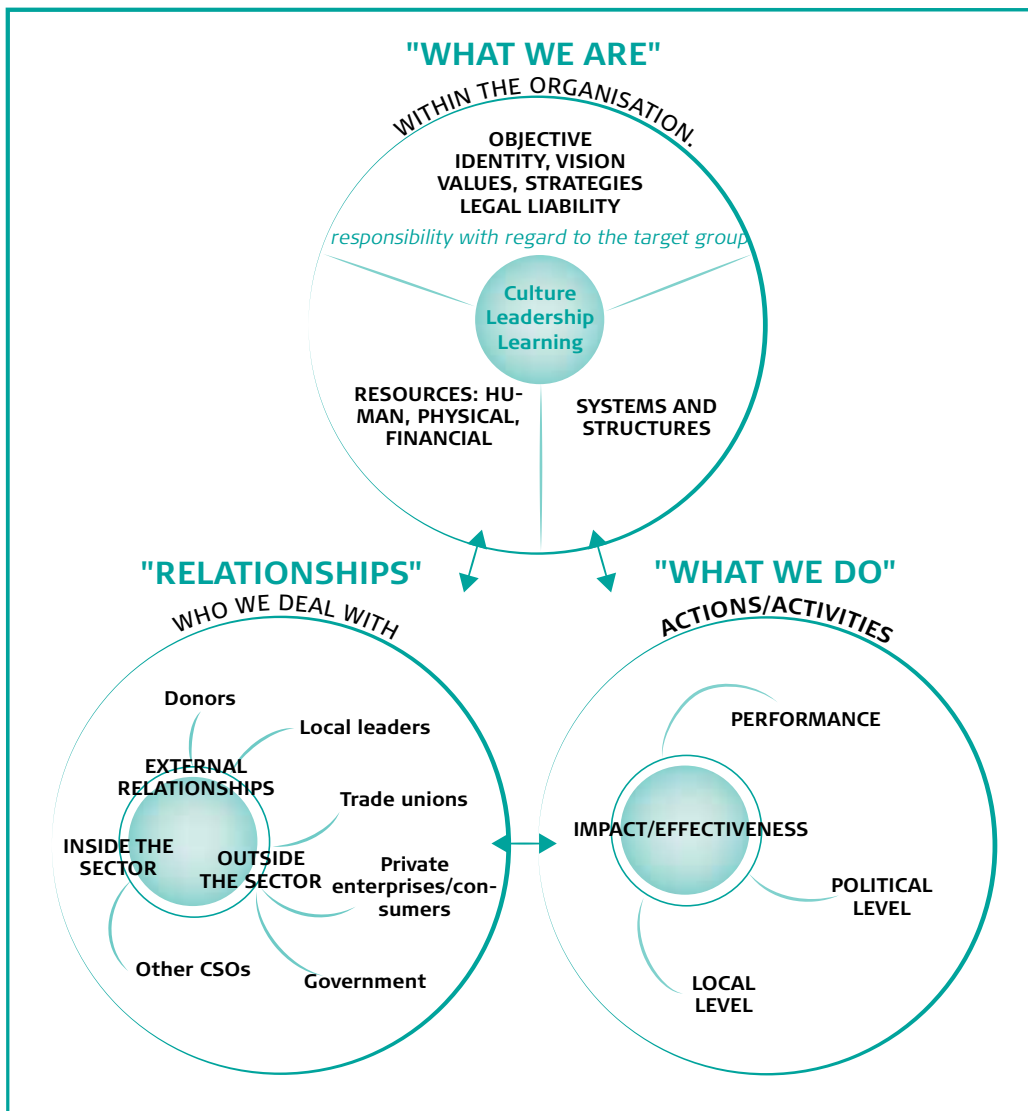 "WHAT WE ARE"
WITHIN THE ORGANISATION.
OBJECTIVE
IDENTITY, VISION
VALUES, STRATEGIES
LEGAL LIABILITY
responsibility with regard to the target group
Culture
Leadership
Learning
RESOURCES: HU-
MAN, PHYSICAL,
FINANCIAL
SYSTEMS AND
STRUCTURES
"RELATIONSHIPS"
WHO WE DEAL WITH
Donors
Local leaders
EXTERNAL
RELATIONSHIPS
Trade unions
INSIDE THE
SECTOR
OUTSIDE
THE SECTOR
Private
enterprises/con-
sumers
Other CSOs
Government
"WHAT WE DO"
ACTIONS/ACTIVITIES
PERFORMANCE
IMPACT/EFFECTIVENESS
POLITICAL
LEVEL
LOCAL
LEVEL